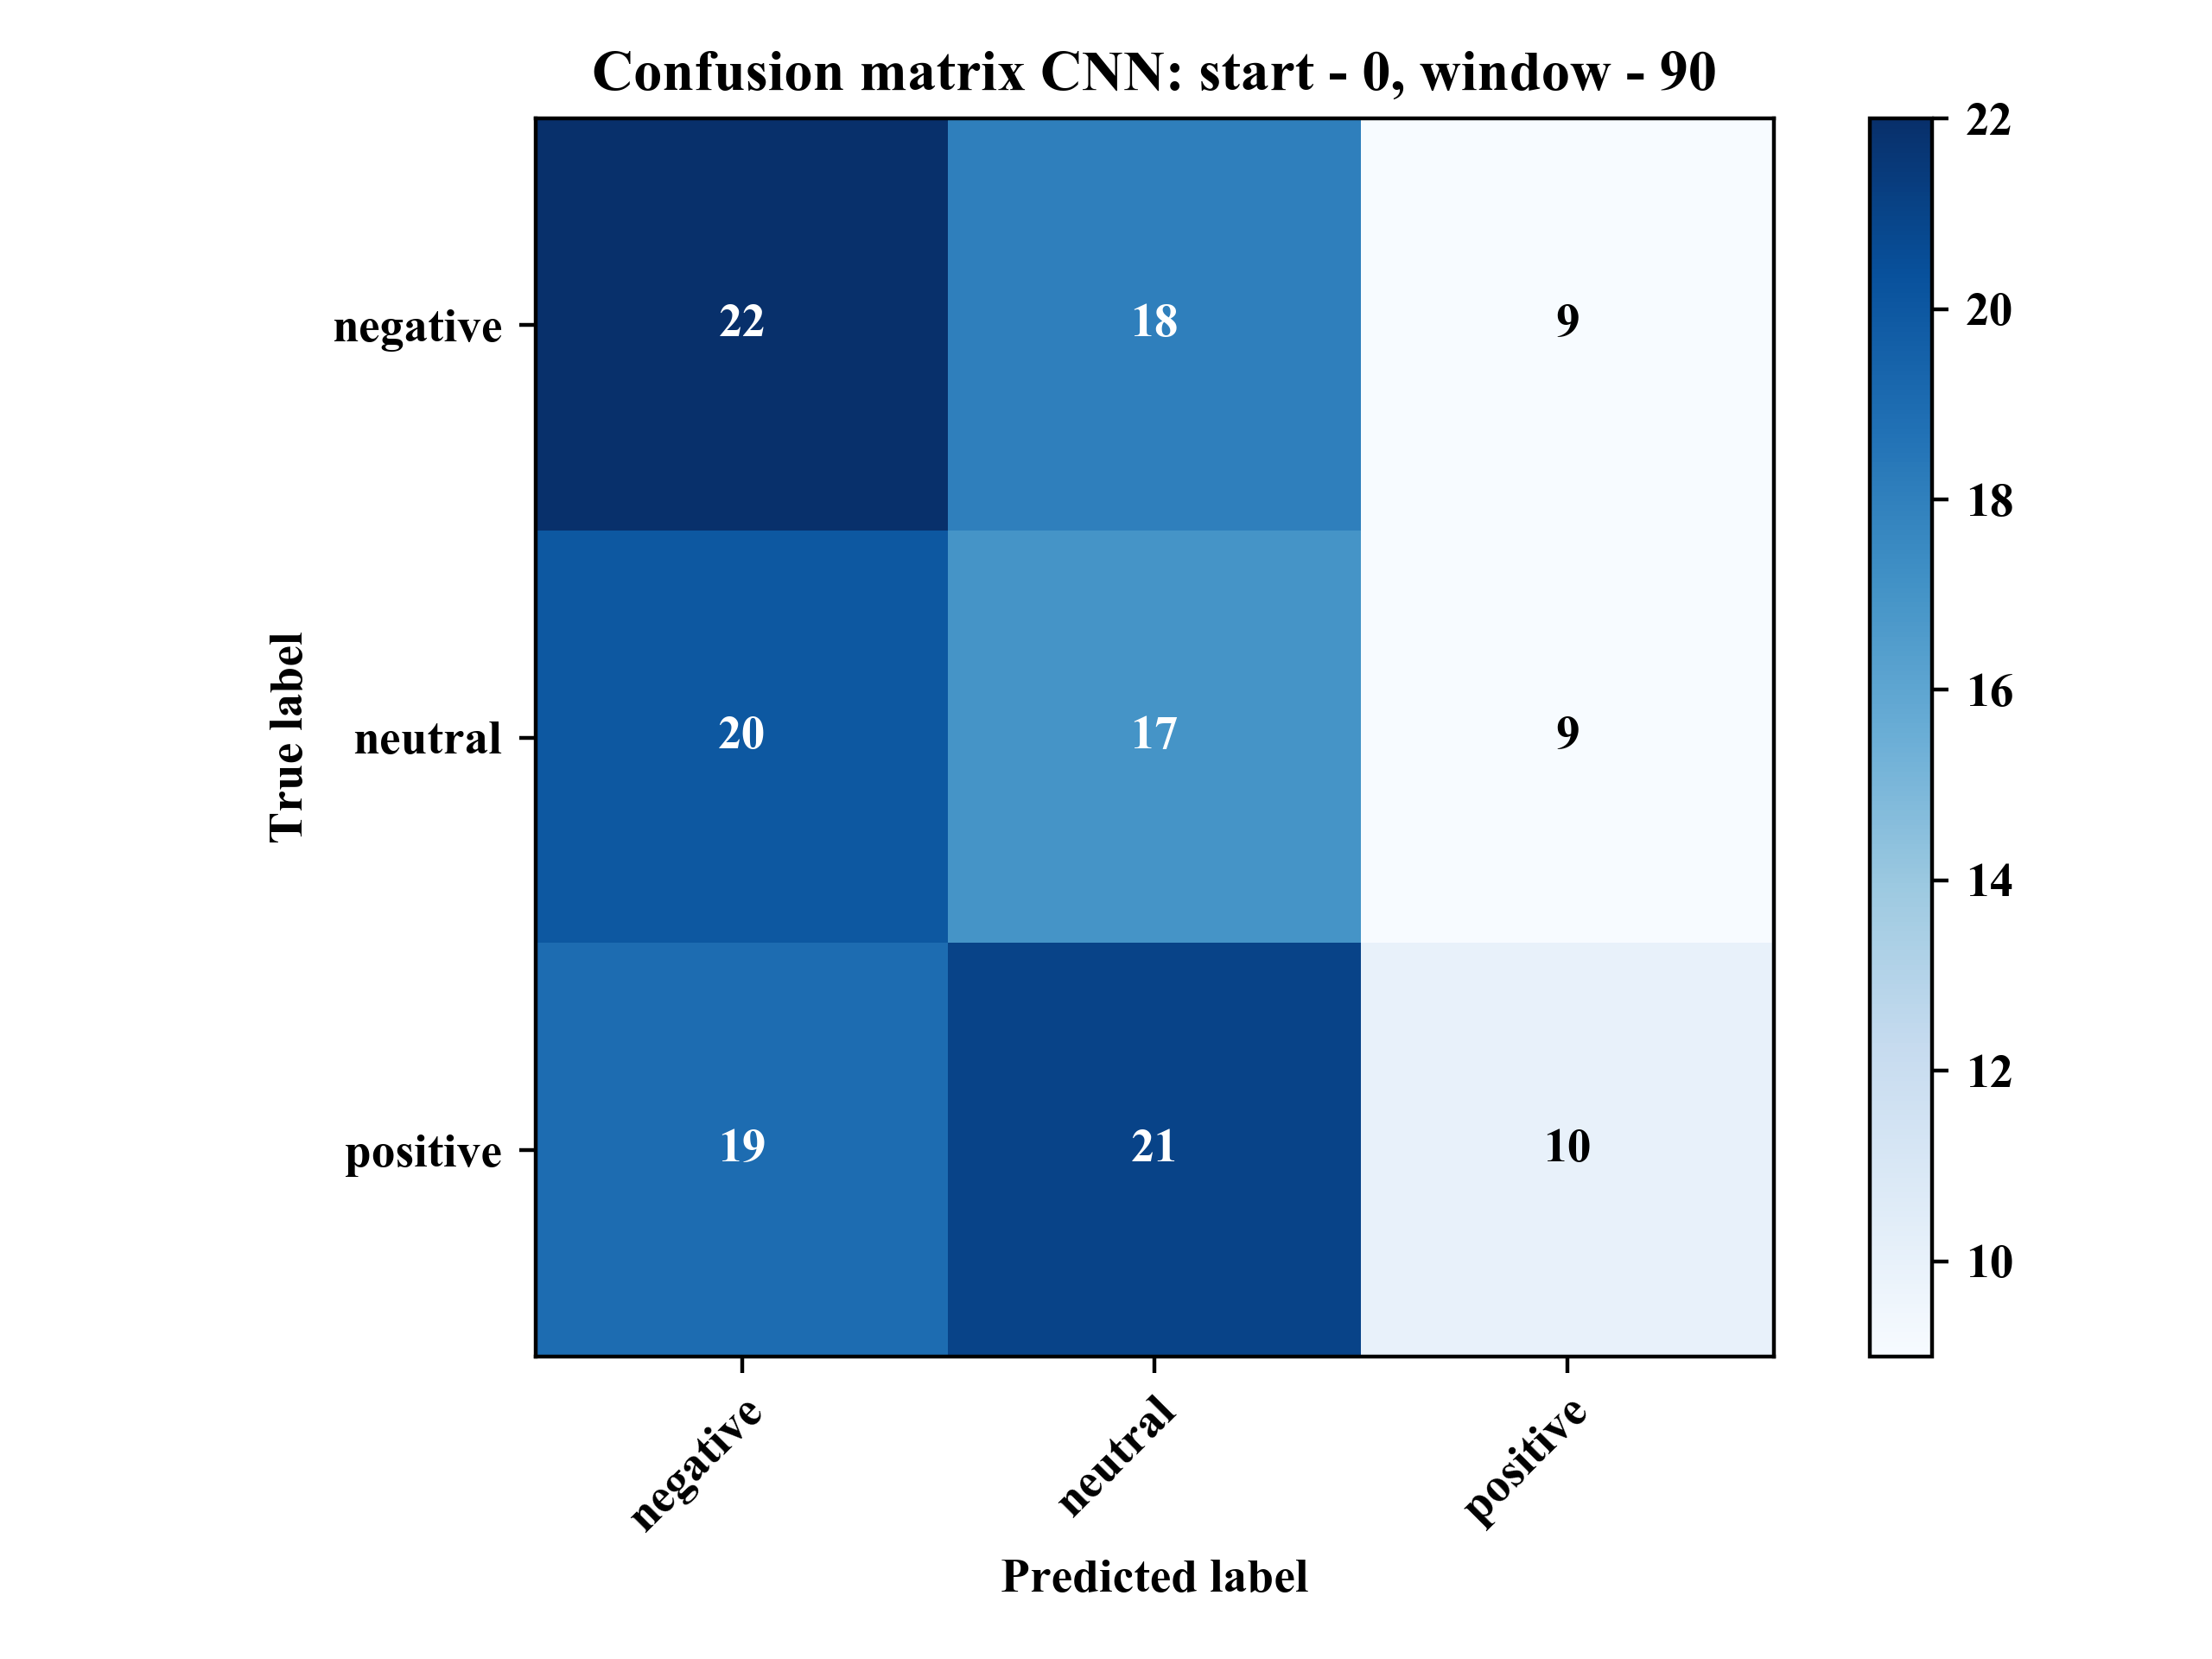 Confusion matrix CNN: start - 0, window - 90
True label
negative 22 18 9
neutral 20 17 9
positive 19 21 10
negative neutral positive
Predicted label
22
20
18
16
14
12
10